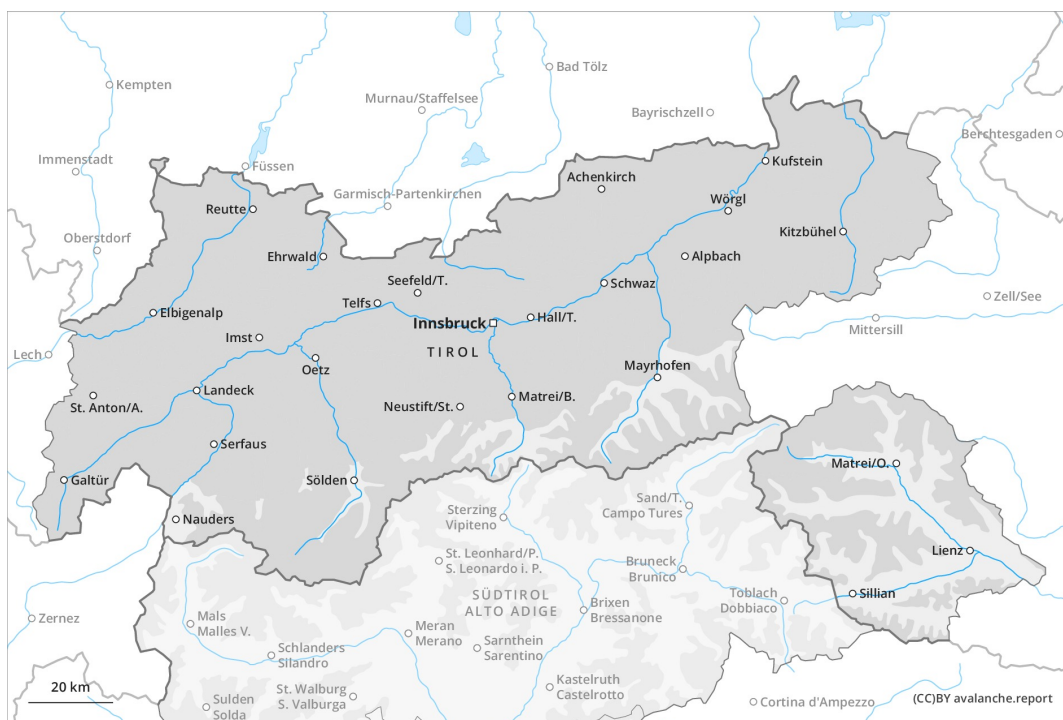 Kempten
Bad Tölz
Murnau/Staffelsee
Bayrischzell
Berchtesgaden
Immenstadt
Füssen
Kufstein
Achenkirch
Garmisch-Partenkirchen
Reutte
Wörgl
Kitzbühel
Oberstdorf
Ehrwald
Alpbach
Seefeld/T.
Schwaz
Zell/See
Telfs
Elbigenalp
Innsbruck
Hall/T.
Mittersill
Imst
TIROL
Lech
Oetz
Mayrhofen
Landeck
St. Anton/A.
Neustift/St.
Matrei/B.
Serfaus
Matrei/O.
Galtür
Sölden
Sand/T.
Campo Tures
Nauders
Sterzing
Vipiteno
St. Leonhard/P.
S. Leonardo i. P.
Bruneck
Brunico
Lienz
SÜDTIROL
ALTO ADIGE
Toblach
Dobbiaco
Sillian
Zernez
Mals
Malles V.
Brixen
Bressanone
Meran
Merano
Sarnthein
Sarentino
Schlanders
Silandro
20 km
Sulden
Solda
St. Walburg
S. Valburga
Kastelruth
Castelrotto
Cortina d'Ampezzo
(CC)BY avalanche.report